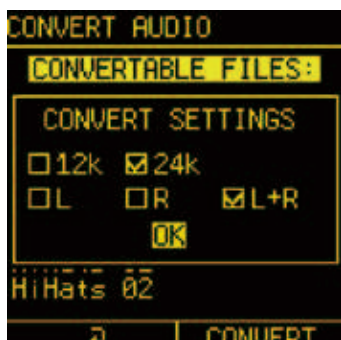 CONVERT AUDIO
CONVERTABLE FILES:
CONVERT SETTINGS
12k 24k
L R L+R
OK
HiHats 02
CONVERT